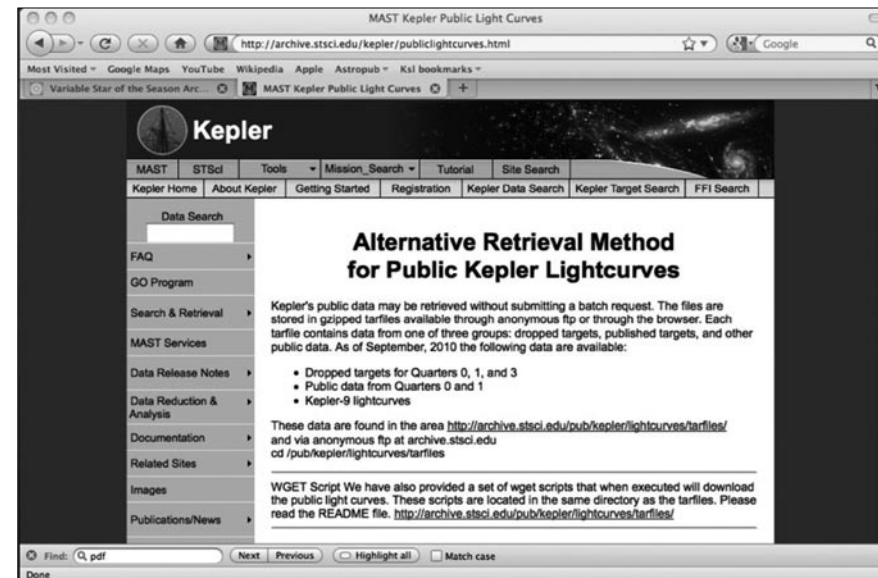 MAST Kepler Public Light Curves
http://archive.stsci.edu/kepler/publiclightcurves.html
Google
Most Visited Google Maps YouTube Wikipedia Apple Astropub Ksl bookmarks
Variable Star of the Season Arc... MAST Kepler Public Light Curves +
Kepler
MAST STScI Tools Mission_Search Tutorial Site Search
Kepler Home About Kepler Getting Started Registration Kepler Data Search Kepler Target Search FFI Search
Data Search
FAQ
GO Program
Search & Retrieval
MAST Services
Data Release Notes
Data Reduction &
Analysis
Documentation
Related Sites
Images
Publications/News
Alternative Retrieval Method
for Public Kepler Lightcurves
Kepler's public data may be retrieved without submitting a batch request. The files are
stored in gzipped tarfiles available through anonymous ftp or through the browser. Each
tarfile contains data from one of three groups: dropped targets, published targets, and other
public data. As of September, 2010 the following data are available:
• Dropped targets for Quarters 0, 1, and 3
• Public data from Quarters 0 and 1
• Kepler-9 lightcurves
These data are found in the area http://archive.stsci.edu/pub/kepler/lightcurves/tarfiles/
and via anonymous ftp at archive.stsci.edu
cd /pub/kepler/lightcurves/tarfiles
WGET Script We have also provided a set of wget scripts that when executed will download
the public light curves. These scripts are located in the same directory as the tarfiles. Please
read the README file. http://archive.stsci.edu/pub/kepler/lightcurves/tarfiles/
Find: pdf Next Previous Highlight all Match case
Done